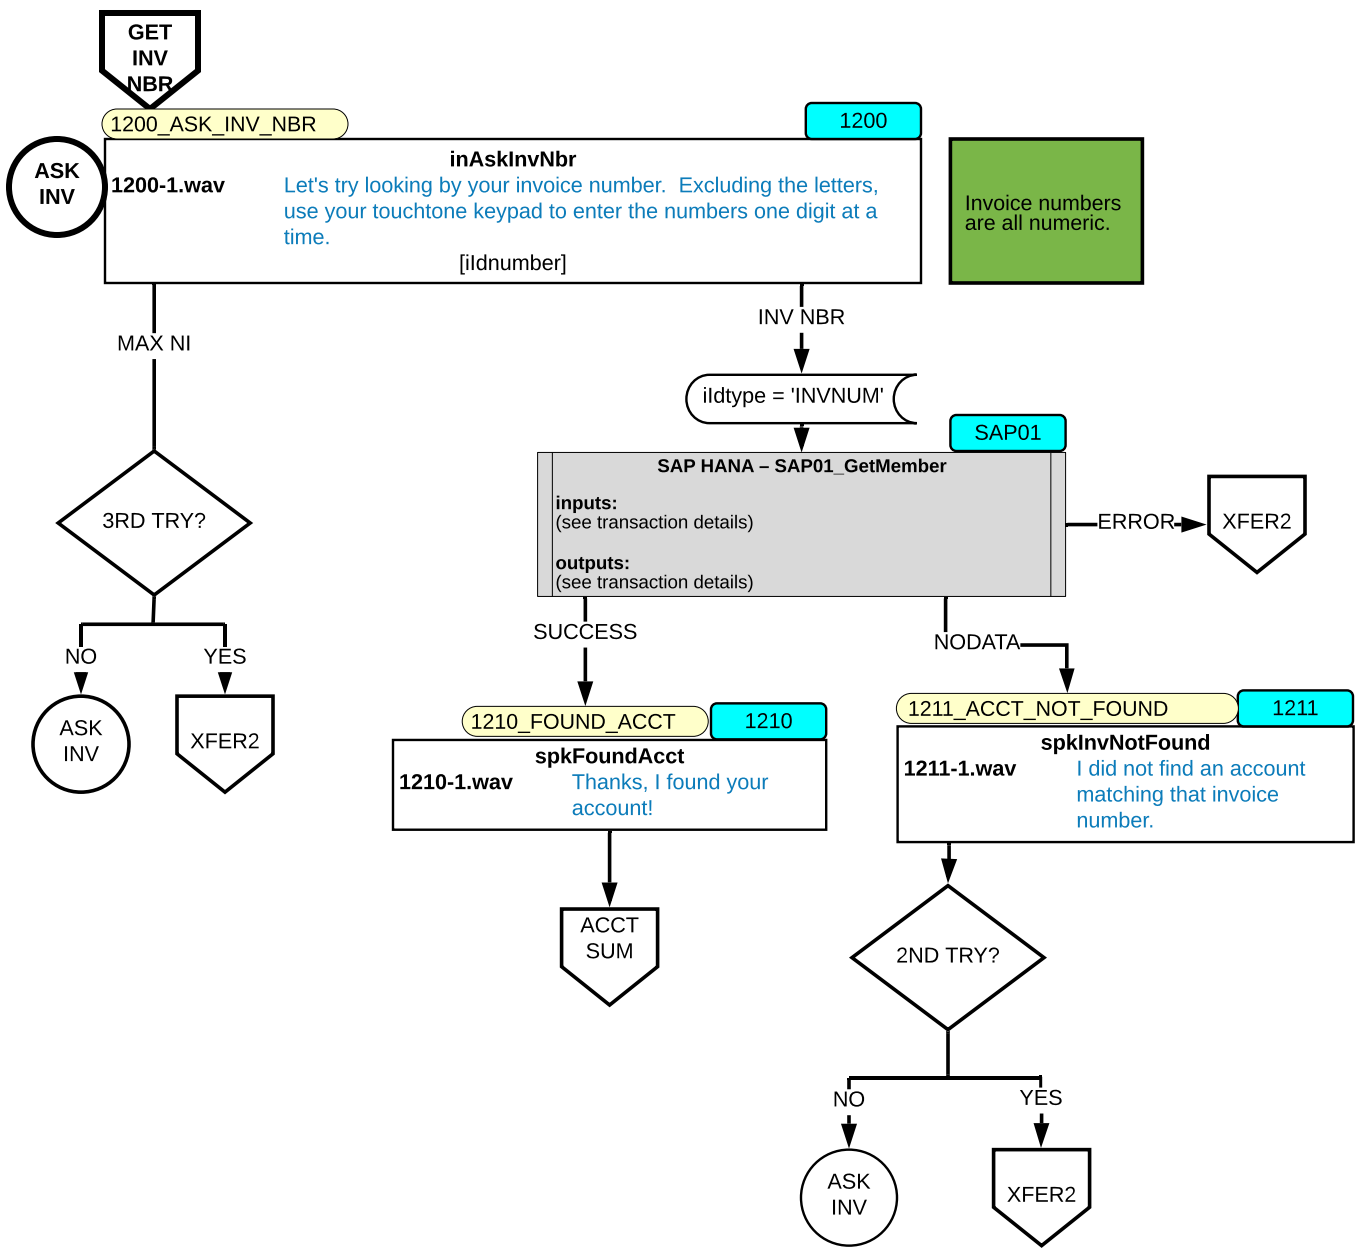 GET
INV
NBR
1200_ASK_INV_NBR
1200
ASK
INV
inAskInvNbr
1200-1.wav
Let's try looking by your invoice number.  Excluding the letters,
use your touchtone keypad to enter the numbers one digit at a
time.
[iIdnumber]
Invoice numbers
are all numeric.
MAX NI
INV NBR
iIdtype = 'INVNUM'
SAP01
SAP HANA – SAP01_GetMember
inputs:
(see transaction details)
outputs:
(see transaction details)
ERROR
XFER2
3RD TRY?
NO
YES
ASK
INV
XFER2
SUCCESS
NODATA
1210_FOUND_ACCT
1210
spkFoundAcct
1210-1.wav
Thanks, I found your
account!
ACCT
SUM
1211_ACCT_NOT_FOUND
1211
spkInvNotFound
1211-1.wav
I did not find an account
matching that invoice
number.
2ND TRY?
NO
YES
ASK
INV
XFER2